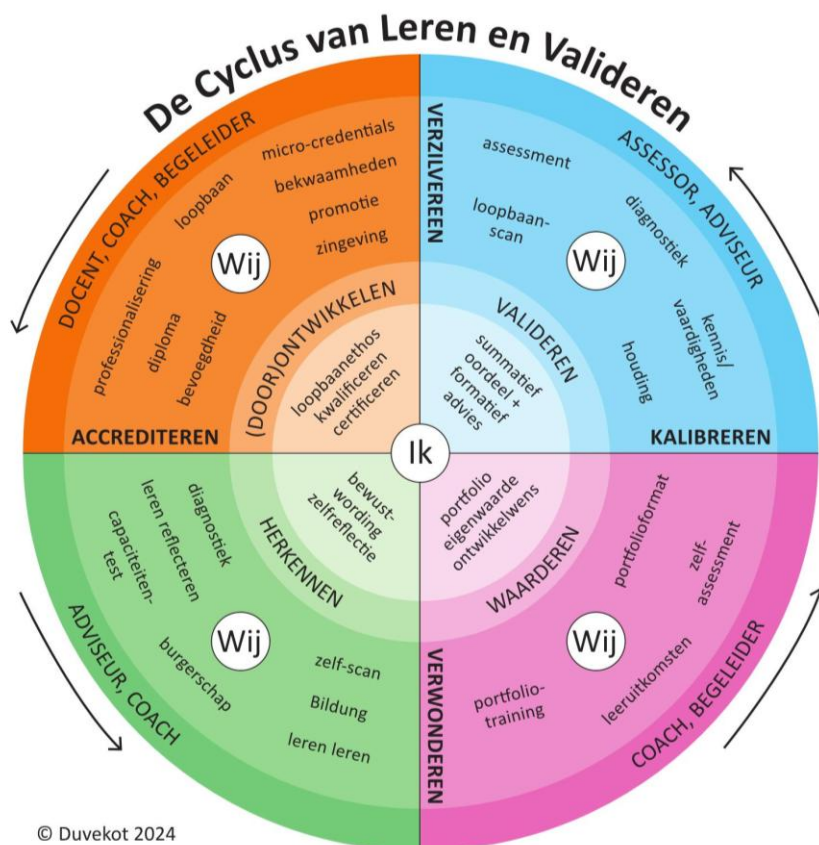 De Cyclus van Leren en Valideren
DOCENT, COACH, BEGELEIDER
micro-credentials
bekwaamheden
promotie
zingeving
loopbaan
Wij
professionalisering
diploma
bevoegdheid
(DOOR)ONTWIKKELEN
loopbaanethos
kwalificeren
certificeren
ACCREDITEREN
VERZILVEREEN
ASSESSOR, ADVISEUR
assessment
loopbaan-
scan
diagnostiek
Wij
kennis/
vaardigheden
houding
VALIDEREN
summatief
oordeel +
formatief
advies
KALIBREREN
Ik
bewust-
wording
zelfreflectie
HERKENNEN
diagnostiek
leren reflecteren
capaciteiten-
test
Wij
burgerschap
zelf-scan
Bildung
leren leren
ADVISEUR, COACH
portfolio
eigenwaarde
ontwikkelwens
WAARDEREN
portfolioformat
zelf-
assessment
Wij
leeruitkomsten
portfolio-
training
VERWONDEREN
COACH, BEGELEIDER
© Duvekot 2024